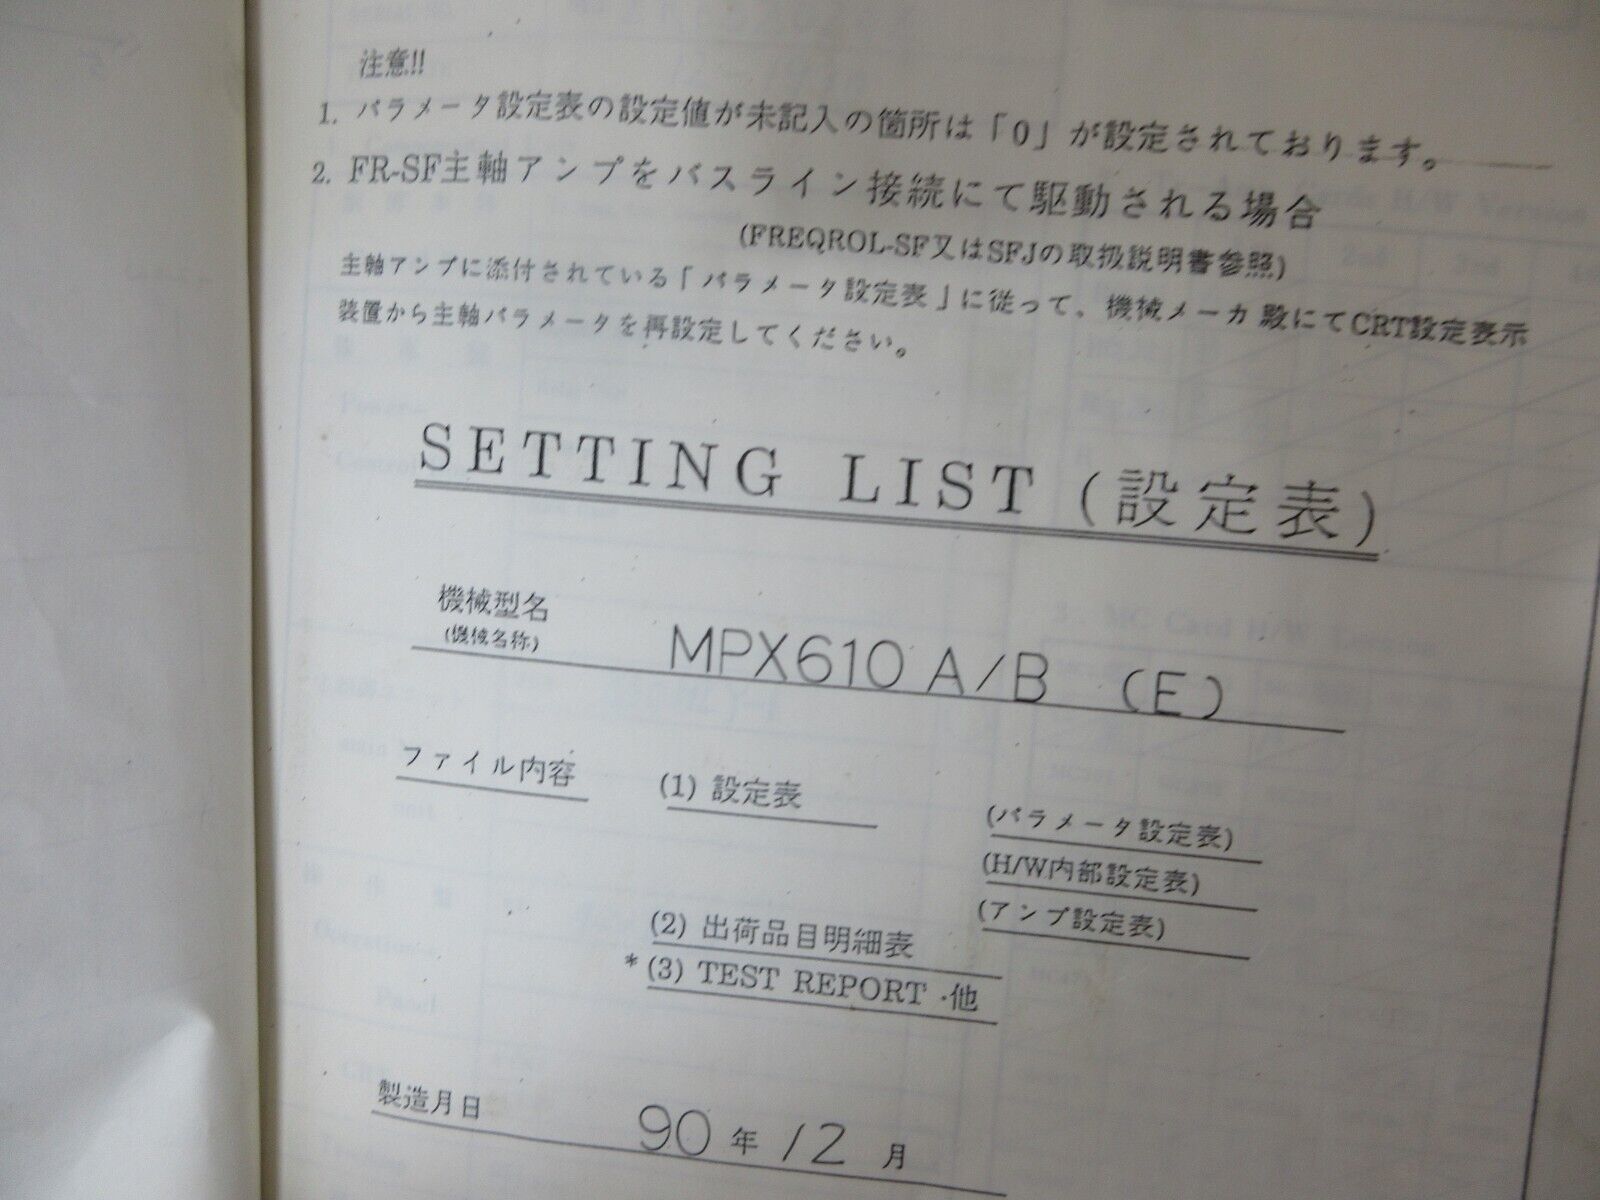 注意!!
1. パラメータ設定表の設定値が未記入の箇所は「0」が設定されております。
2. FR-SF主軸アンプをバスライン接続にて駆動される場合
(FREQROL-SF又はSFJの取扱説明書参照)
主軸アンプに添付されている「パラメータ設定表」に従って、機械メーカ殿にてCRT設定表示
装置から主軸パラメータを再設定してください。
SETTING LIST (設定表)
機械型名
(機械名称) MPX610 A/B (E)
ファイル内容 (1) 設定表 (パラメータ設定表)
(H/W内部設定表)
(アンプ設定表)
(2) 出荷品目明細表
* (3) TEST REPORT ・他
製造月日 90年 12月